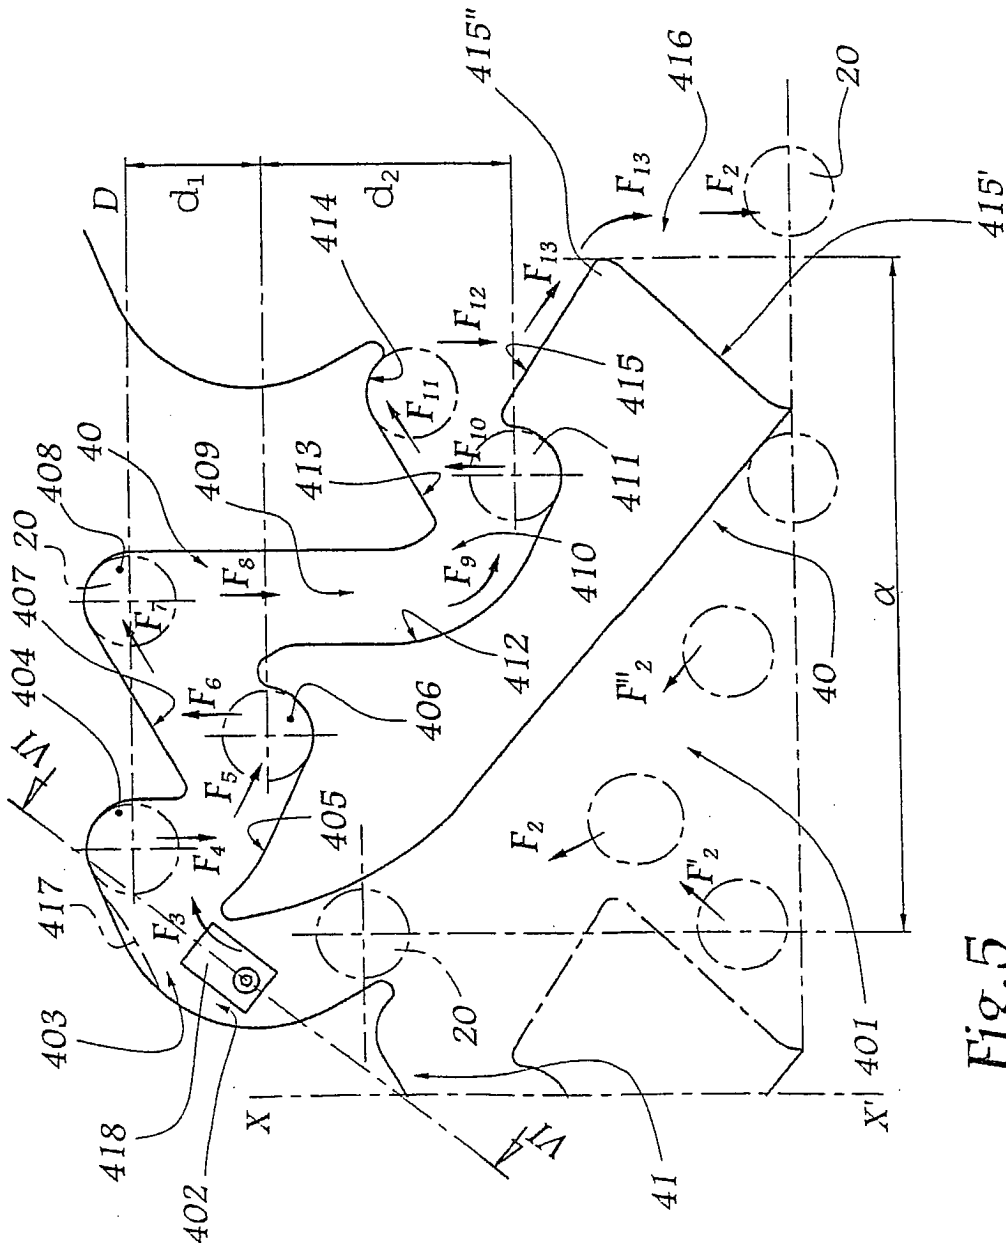 415"
416
20
D
d₁
d₂
414
F₁₃
F₂
F₁₃
415'
F₁₂
415
F₁₁
F₁₀
411
413
40
408
20
407
404
409
F₈
F₇
F₉
410
412
F₆
406
F₅
F₄
405
VI
417
F₃
403
418
402
20
F₂
F'₂
F'''₂
40
α
401
X
X'
VI
41
Fig.5